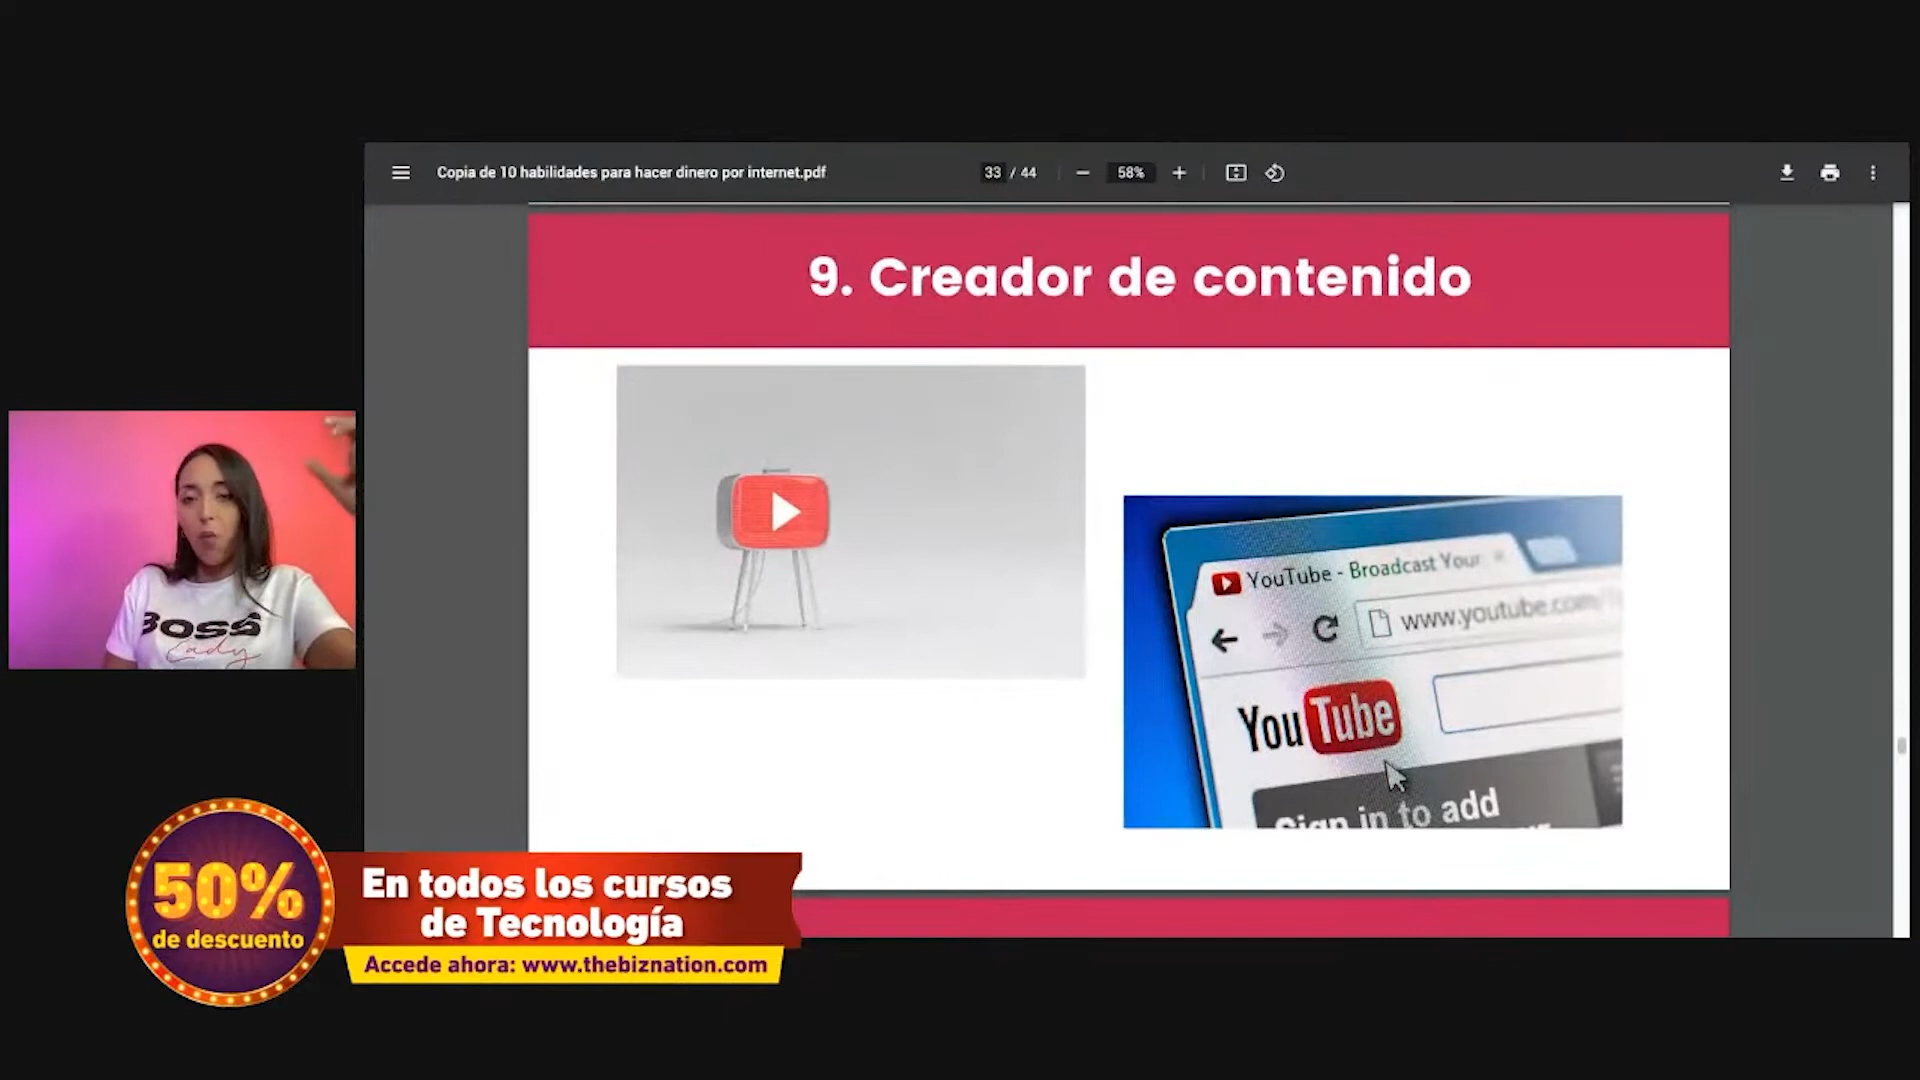 Copia de 10 habilidades para hacer dinero por internet.pdf
33 / 44
58%
9. Creador de contenido
YouTube - Broadcast Your
www.youtube.com/
YouTube
Sign in to add
BOSS
Lady
50%
de descuento
En todos los cursos
de Tecnología
Accede ahora: www.thebiznation.com